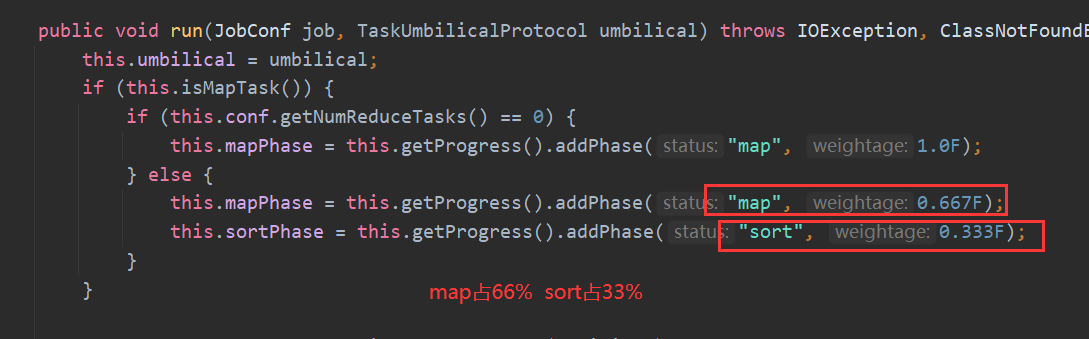 public void run(JobConf job, TaskUmbilicalProtocol umbilical) throws IOException, ClassNotFoundE
this.umbilical = umbilical;
if (this.isMapTask()) {
if (this.conf.getNumReduceTasks() == 0) {
this.mapPhase = this.getProgress().addPhase( status: "map", weightage: 1.0F);
} else {
this.mapPhase = this.getProgress().addPhase( status: "map", weightage: 0.667F);
this.sortPhase = this.getProgress().addPhase( status: "sort", weightage: 0.333F);
}
}
map占66% sort占33%